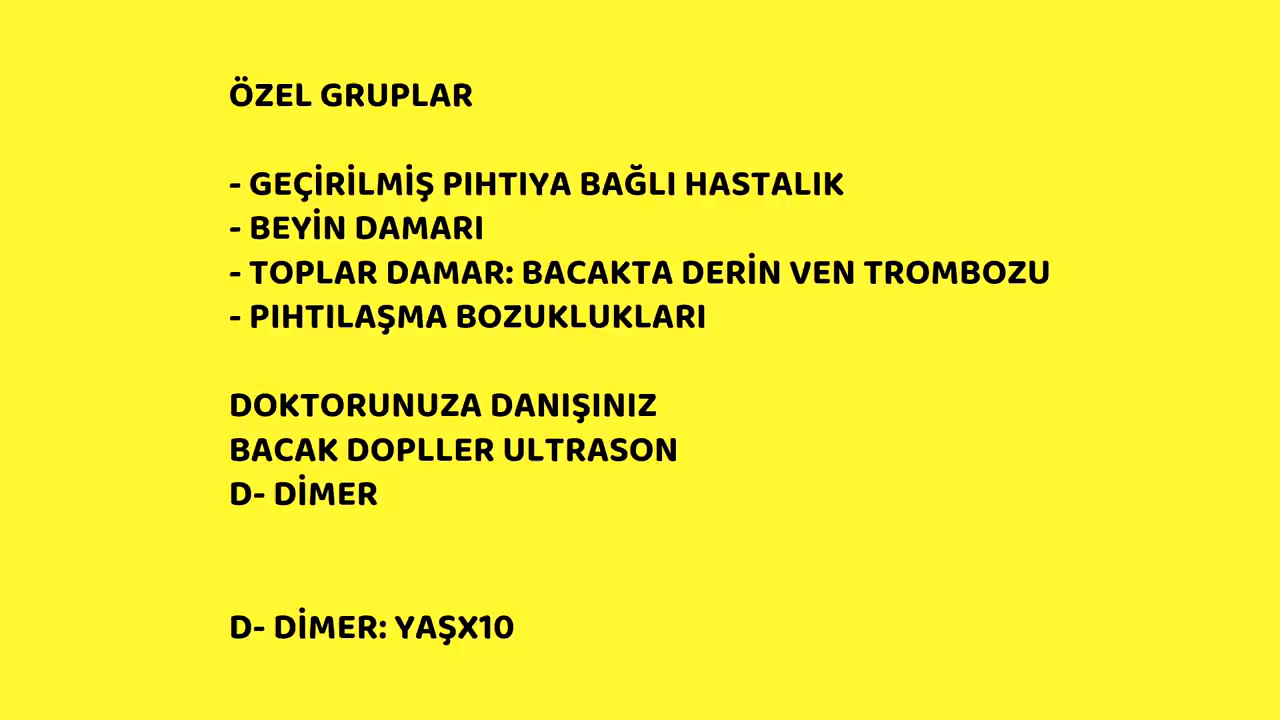 ÖZEL GRUPLAR
- GEÇİRİLMİŞ PIHTIYA BAĞLI HASTALIK
- BEYİN DAMARI
- TOPLAR DAMAR: BACAKTA DERİN VEN TROMBOZU
- PIHTILAŞMA BOZUKLUKLARI
DOKTORUNUZA DANIŞINIZ
BACAK DOPLLER ULTRASON
D- DİMER
D- DİMER: YAŞX10